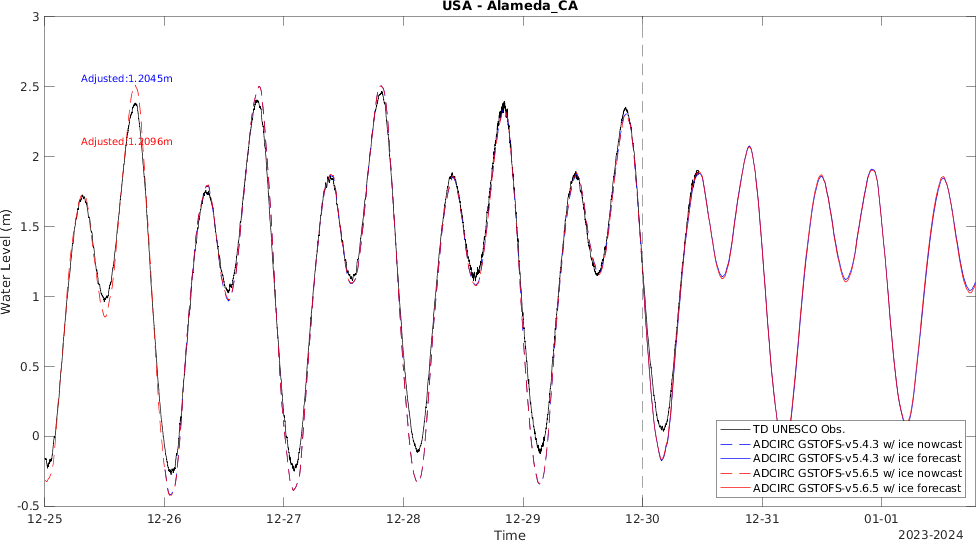 USA - Alameda_CA
3
2.5
2
1.5
1
0.5
0
-0.5
Water Level (m)
Adjusted:1.2045m
Adjusted:1.2096m
TD UNESCO Obs.
ADCIRC GSTOFS-v5.4.3 w/ ice nowcast
ADCIRC GSTOFS-v5.4.3 w/ ice forecast
ADCIRC GSTOFS-v5.6.5 w/ ice nowcast
ADCIRC GSTOFS-v5.6.5 w/ ice forecast
12-25 12-26 12-27 12-28 12-29 12-30 12-31 01-01
Time
2023-2024